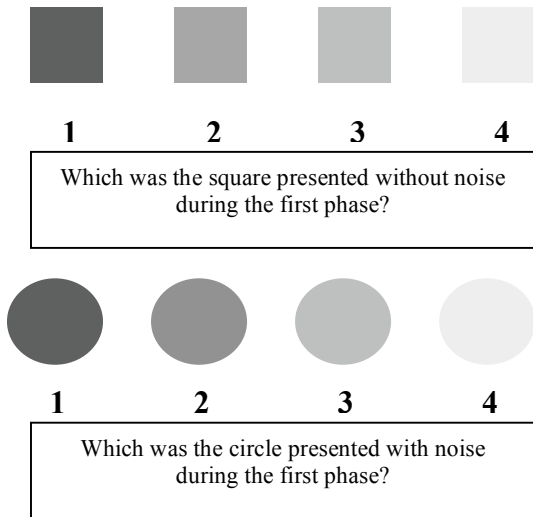 1 2 3 4
Which was the square presented without noise
during the first phase?
1 2 3 4
Which was the circle presented with noise
during the first phase?